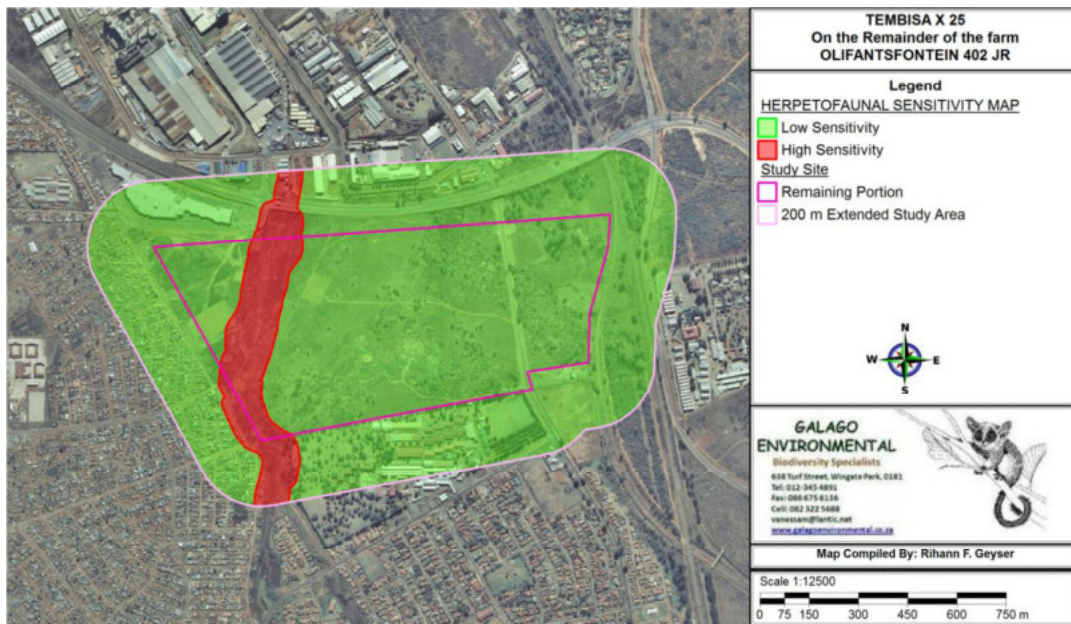 TEMBISA X 25
On the Remainder of the farm
OLIFANTSFONTEIN 402 JR
Legend
HERPETOFAUNAL SENSITIVITY MAP
Low Sensitivity
High Sensitivity
Study Site
Remaining Portion
200 m Extended Study Area
N
W E
S
GALAGO
ENVIRONMENTAL
Biodiversity Specialists
638 Turf Street, Wingate Park, 0181
Tel: 012-345 4891
Fax: 086 675 6136
Cell: 082 322 5688
vanessam@lantic.net
www.galagoenvironmental.co.za
Map Compiled By: Rihann F. Geyser
Scale 1:12500
0 75 150 300 450 600 750 m